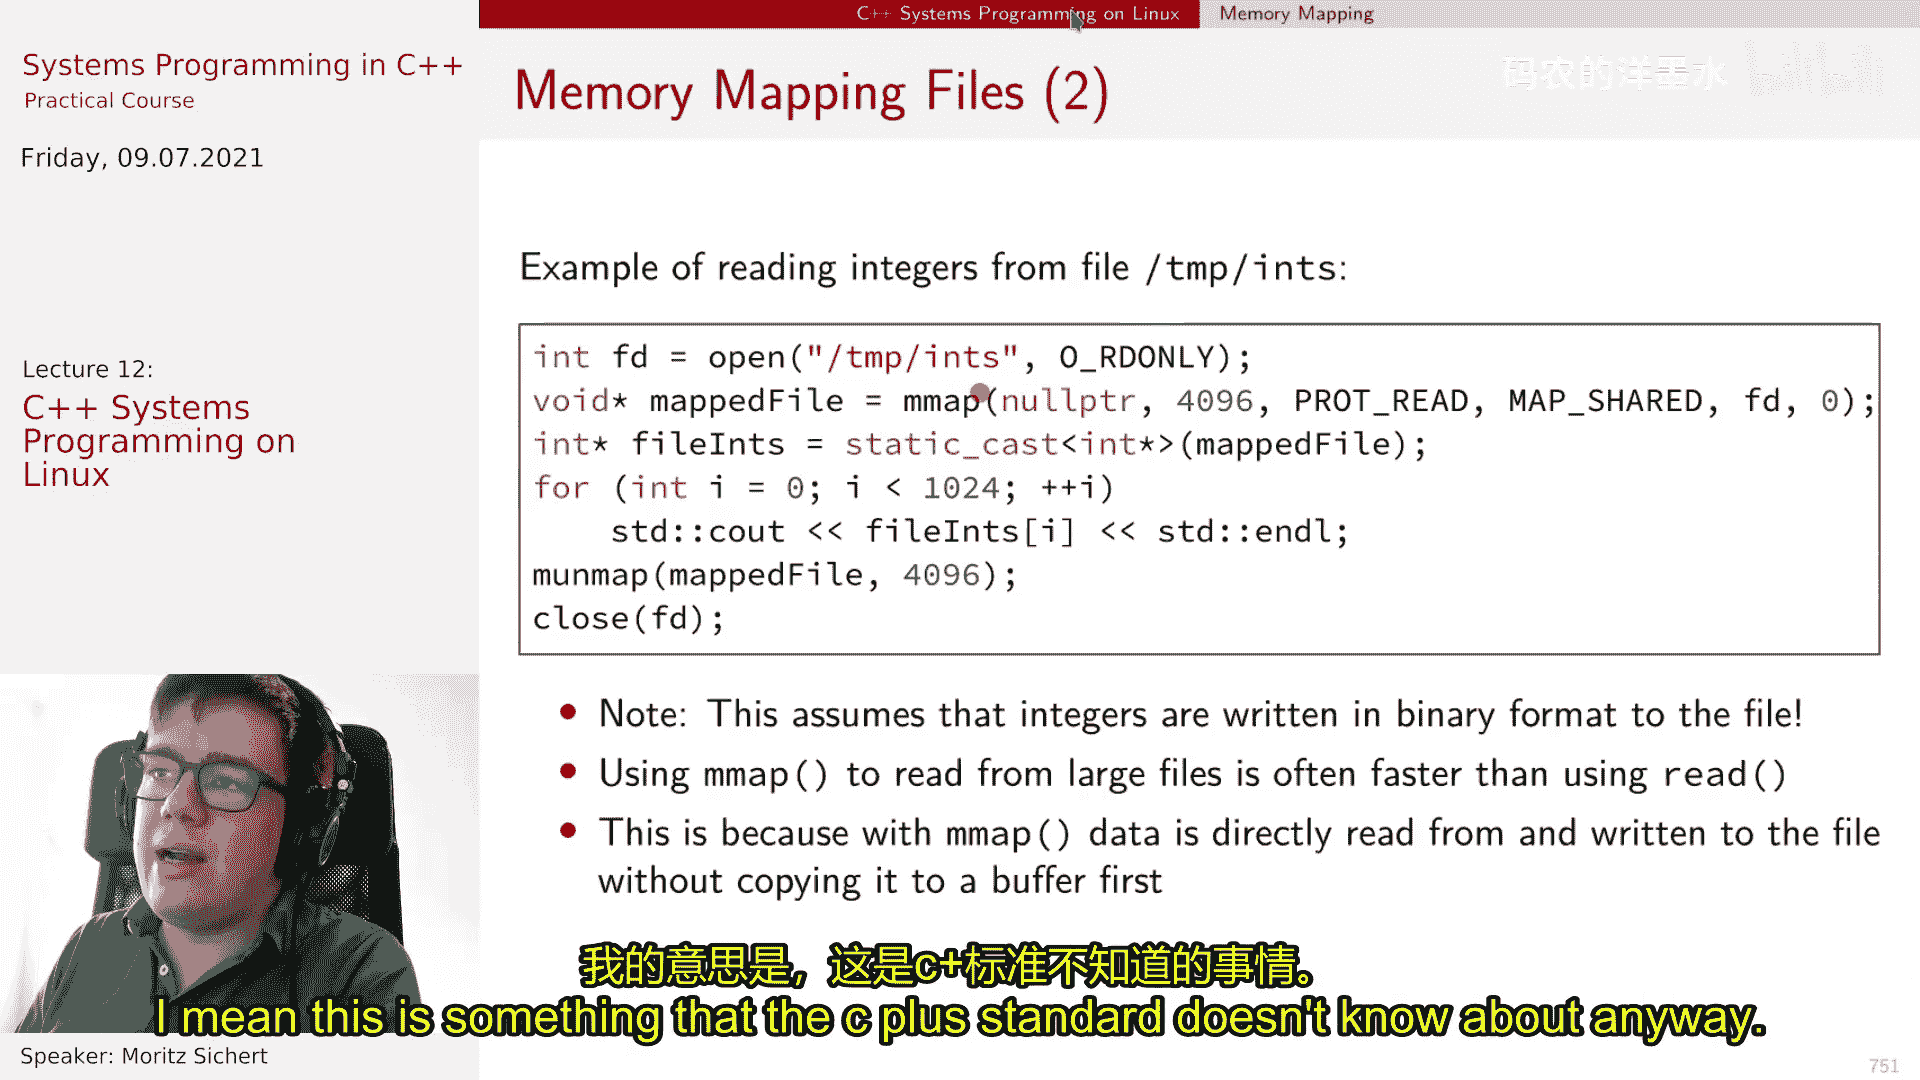 C++ Systems Programming on Linux
Memory Mapping
Systems Programming in C++
Practical Course
Friday, 09.07.2021
Lecture 12:
C++ Systems
Programming on
Linux
Memory Mapping Files (2)
码农的洋墨水
bilibili
Example of reading integers from file /tmp/ints:
int fd = open("/tmp/ints", O_RDONLY);
void* mappedFile = mmap(nullptr, 4096, PROT_READ, MAP_SHARED, fd, 0);
int* fileInts = static_cast<int*>(mappedFile);
for (int i = 0; i < 1024; ++i)
    std::cout << fileInts[i] << std::endl;
munmap(mappedFile, 4096);
close(fd);
• Note: This assumes that integers are written in binary format to the file!
• Using mmap() to read from large files is often faster than using read()
• This is because with mmap() data is directly read from and written to the file
without copying it to a buffer first
我的意思是，这是c+标准不知道的事情。
I mean this is something that the c plus standard doesn't know about anyway.
Speaker: Moritz Sichert
751